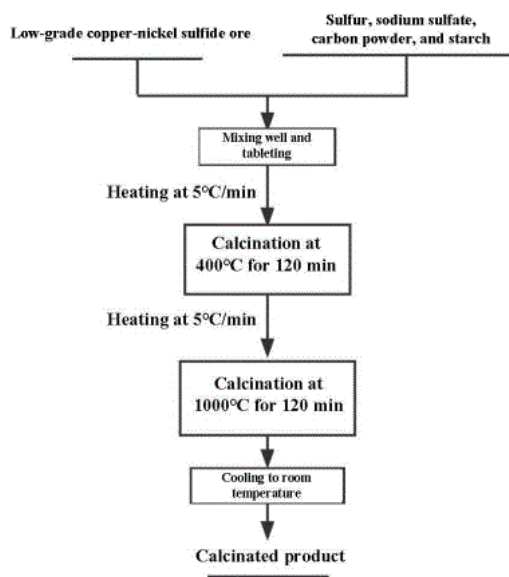 Low-grade copper-nickel sulfide ore
Sulfur, sodium sulfate,
carbon powder, and starch
Mixing well and
tableting
Heating at 5°C/min
Calcination at
400°C for 120 min
Heating at 5°C/min
Calcination at
1000°C for 120 min
Cooling to room
temperature
Calcinated product